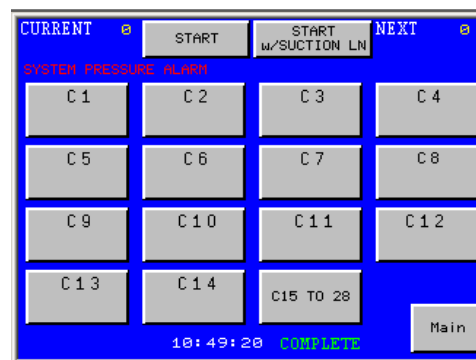 CURRENT 0 START START NEXT 0
w/SUCTION LN
SYSTEM PRESSURE ALARM
C1 C2 C3 C4
C5 C6 C7 C8
C9 C10 C11 C12
C13 C14 C15 TO 28
Main
10:49:20 COMPLETE